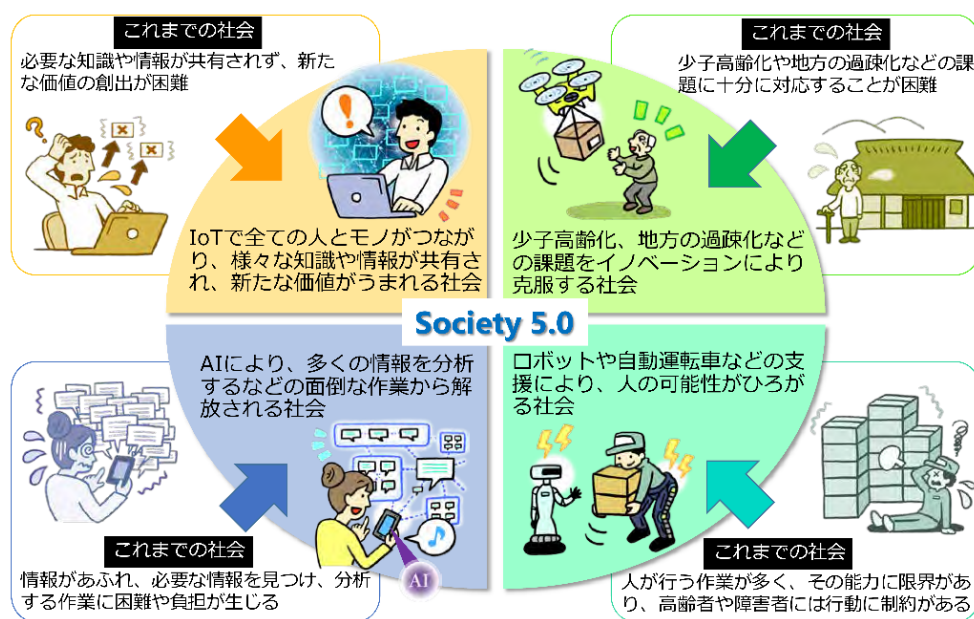 これまでの社会
必要な知識や情報が共有されず、新た
な価値の創出が困難
これまでの社会
少子高齢化や地方の過疎化などの課
題に十分に対応することが困難
IoTで全ての人とモノがつなが
り、様々な知識や情報が共有さ
れ、新たな価値がうまれる社会
少子高齢化、地方の過疎化など
の課題をイノベーションにより
克服する社会
Society 5.0
AIにより、多くの情報を分析
するなどの面倒な作業から解
放される社会
ロボットや自動運転車などの支
援により、人の可能性がひろが
る社会
AI
これまでの社会
情報があふれ、必要な情報を見つけ、分析
する作業に困難や負担が生じる
これまでの社会
人が行う作業が多く、その能力に限界があ
り、高齢者や障害者には行動に制約がある